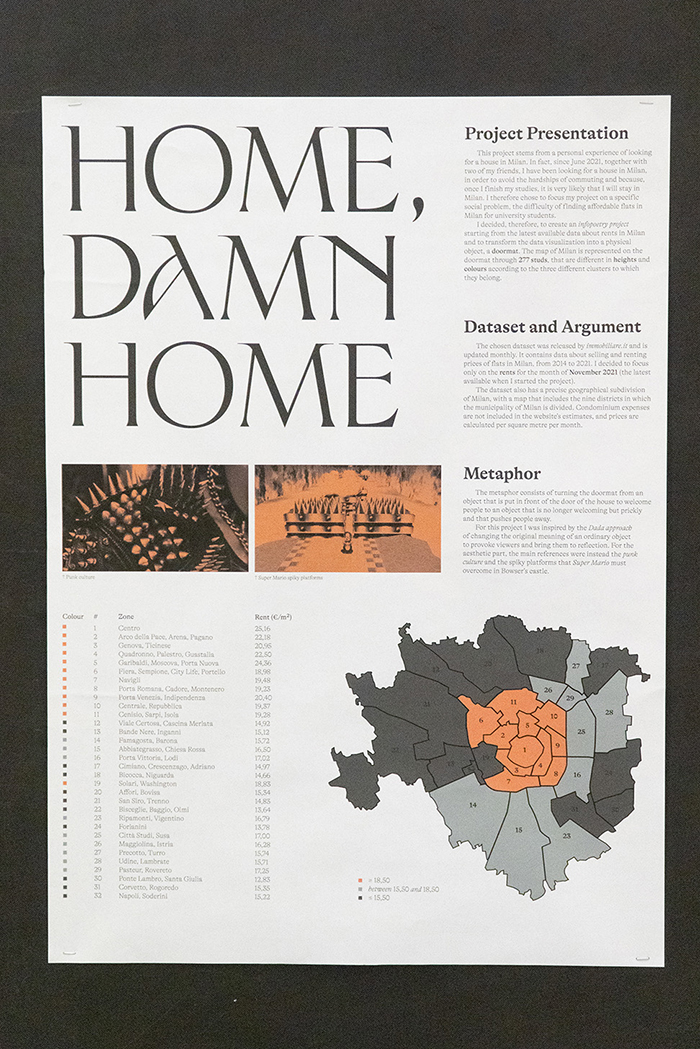 HOME,
DAMN
HOME
Project Presentation
This project stems from a personal experience of looking
for a house in Milan. In fact, since June 2021, together with
two of my friends, I have been looking for a house in Milan,
in order to avoid the hardships of commuting and because,
once I finish my studies, it is very likely that I will stay in
Milan. I therefore chose to focus my project on a specific
social problem, the difficulty of finding affordable flats in
Milan for university students.
I decided, therefore, to create an infopoetry project
starting from the latest available data about rents in Milan
and to transform the data visualization into a physical
object, a doormat. The map of Milan is represented on the
doormat through 277 studs, that are different in heights and
colours according to the three different clusters to which
they belong.
Dataset and Argument
The chosen dataset was released by immobiliare.it and is
updated monthly. It contains data about selling and renting
prices of flats in Milan, from 2014 to 2021. I decided to focus
only on the rents for the month of November 2021 (the latest
available when I started the project).
The dataset also has a precise geographical subdivision
of Milan, with a map that includes the nine districts in which
the municipality of Milan is divided. Condominium expenses
are not included in the website's estimates, and prices are
calculated per square metre per month.
Metaphor
The metaphor consists of turning the doormat from an
object that is put in front of the door of the house to welcome
people to an object that is no longer welcoming but prickly
and that pushes people away.
For this project I was inspired by the Dada approach
of changing the original meaning of an ordinary object
to provoke viewers and bring them to reflection. For the
aesthetic part, the main references were instead the punk
culture and the spiky platforms that Super Mario must
overcome in Bowser's castle.
↑ Punk culture
↑ Super Mario spiky platforms
Colour # Zone Rent (€/m²)
1 Centro 25,16
2 Arco della Pace, Arena, Pagano 22,18
3 Genova, Ticinese 20,95
4 Quadronno, Palestro, Guastalla 22,50
5 Garibaldi, Moscova, Porta Nuova 24,36
6 Fiera, Sempione, City Life, Portello 18,98
7 Navigli 19,48
8 Porta Romana, Cadore, Montenero 19,23
9 Porta Venezia, Indipendenza 20,40
10 Centrale, Repubblica 19,37
11 Cenisio, Sarpi, Isola 19,28
12 Viale Certosa, Cascina Merlata 14,92
13 Bande Nere, Inganni 15,12
14 Famagosta, Barona 15,72
15 Abbiategrasso, Chiesa Rossa 16,50
16 Porta Vittoria, Lodi 17,02
17 Cimiano, Crescenzago, Adriano 14,97
18 Bicocca, Niguarda 14,66
19 Solari, Washington 18,83
20 Affori, Bovisa 15,34
21 San Siro, Trenno 14,83
22 Bisceglie, Baggio, Olmi 13,64
23 Ripamonti, Vigentino 16,79
24 Forlanini 13,78
25 Città Studi, Susa 17,00
26 Maggiolina, Istria 16,28
27 Precotto, Turro 15,74
28 Udine, Lambrate 15,71
29 Pasteur, Rovereto 17,25
30 Ponte Lambro, Santa Giulia 12,83
31 Corvetto, Rogoredo 15,35
32 Napoli, Soderini 15,22
18
27
26
29
28
11
6
10
5
25
2
9
1
4
3
7
8
16
14
15
23
between 15,50 and 18,50